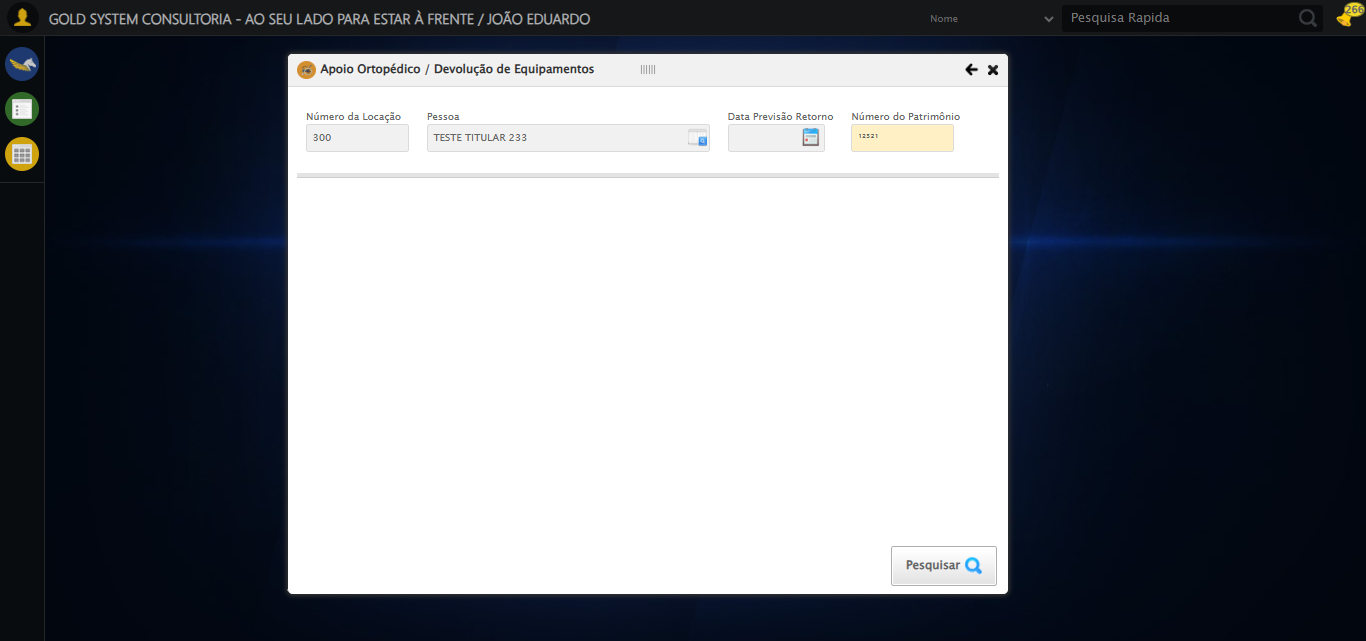 GOLD SYSTEM CONSULTORIA - AO SEU LADO PARA ESTAR À FRENTE / JOÃO EDUARDO
Nome
Pesquisa Rapida
266
Apoio Ortopédico / Devolução de Equipamentos
Número da Locação
Pessoa
Data Previsão Retorno
Número do Patrimônio
300
TESTE TITULAR 233
12521
Pesquisar